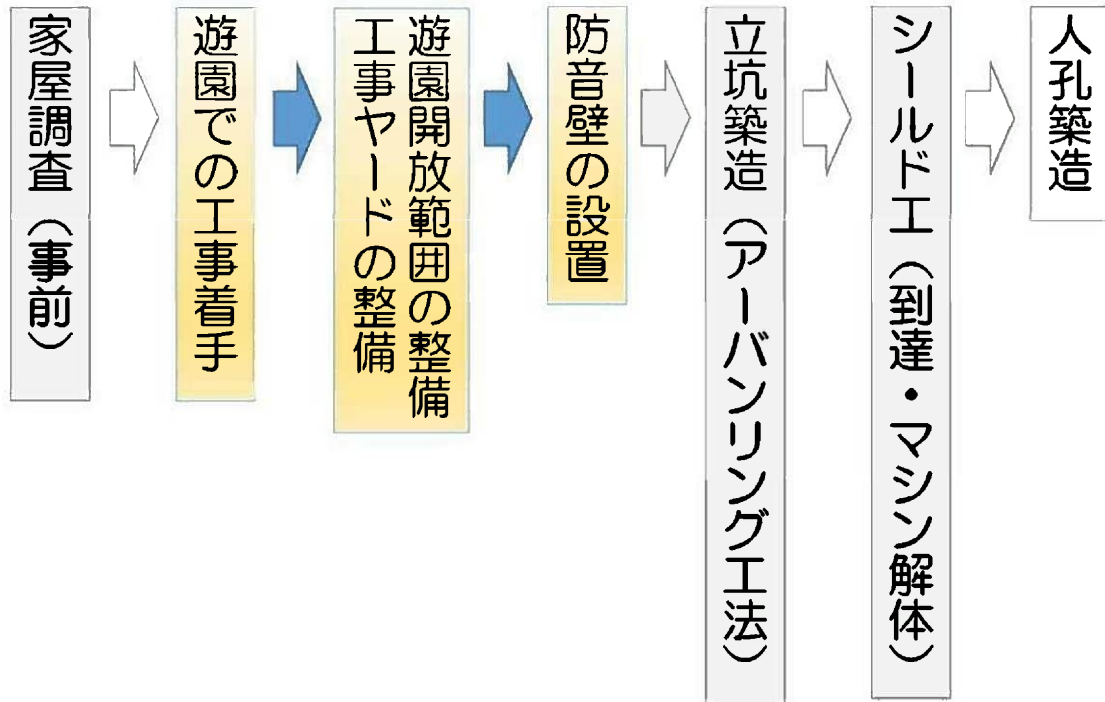 家屋調査（事前）
遊園での工事着手
遊園開放範囲の整備
工事ヤードの整備
防音壁の設置
立坑築造（アーバンリング工法）
シールド工（到達・マシン解体）
人孔築造